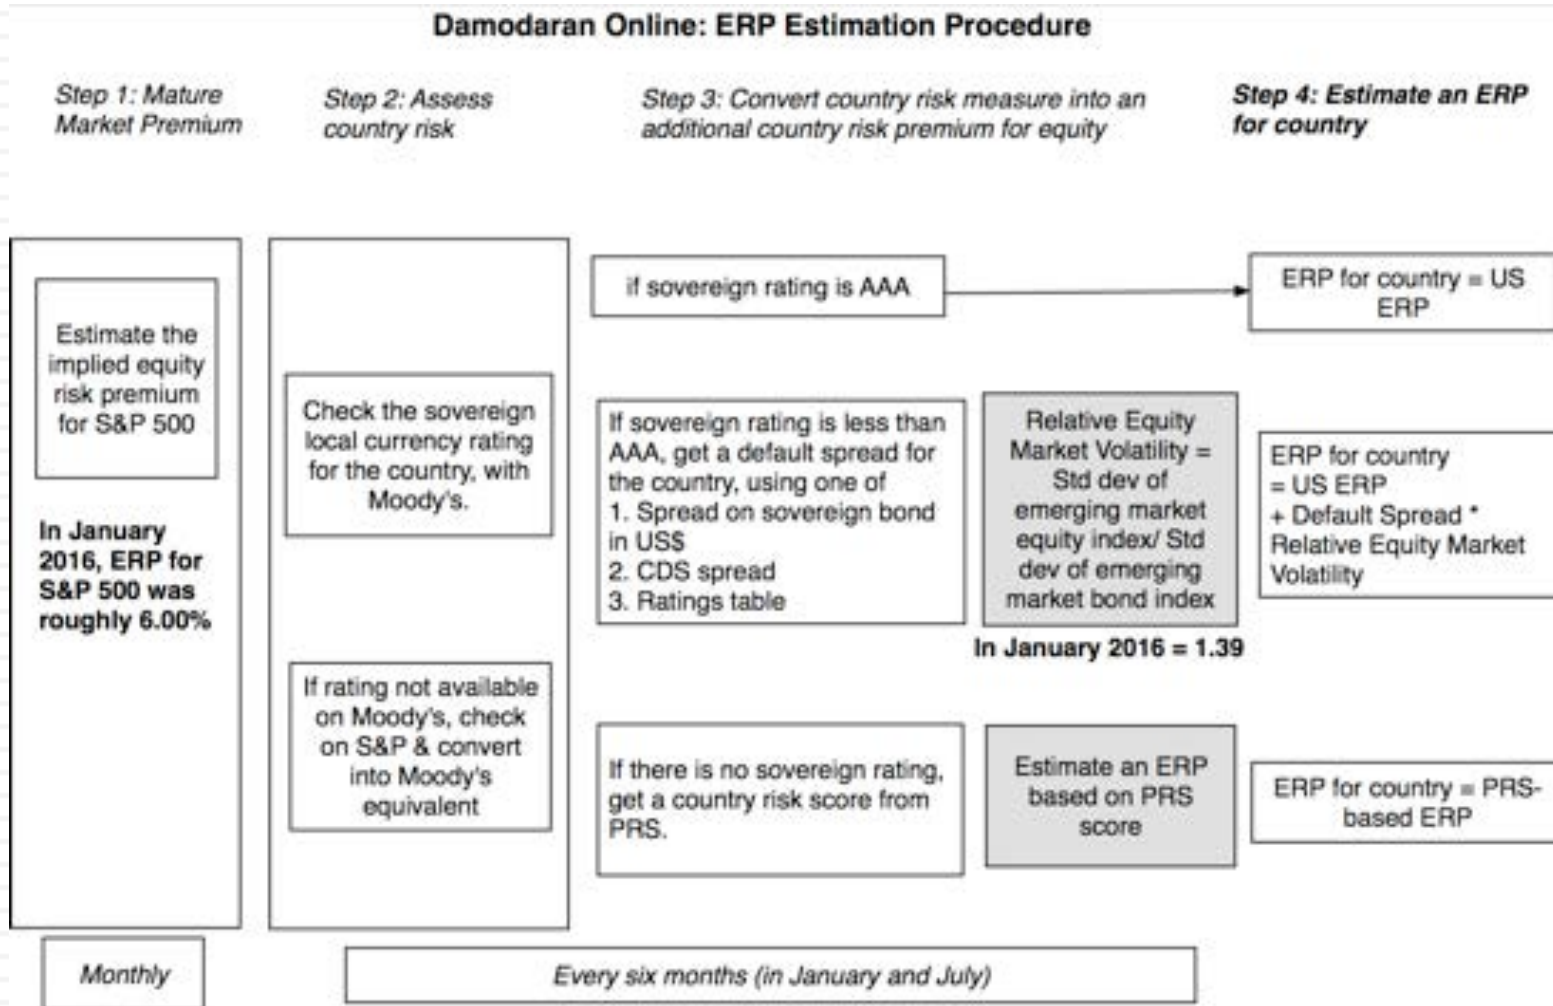 Damodaran Online: ERP Estimation Procedure
Step 1: Mature
Market Premium
Step 2: Assess
country risk
Step 3: Convert country risk measure into an
additional country risk premium for equity
Step 4: Estimate an ERP
for country
Estimate the
implied equity
risk premium
for S&P 500
In January
2016, ERP for
S&P 500 was
roughly 6.00%
Check the sovereign
local currency rating
for the country, with
Moody's.
If rating not available
on Moody's, check
on S&P & convert
into Moody's
equivalent
if sovereign rating is AAA
ERP for country = US
ERP
If sovereign rating is less than
AAA, get a default spread for
the country, using one of
1. Spread on sovereign bond
in US$
2. CDS spread
3. Ratings table
Relative Equity
Market Volatility =
Std dev of
emerging market
equity index/ Std
dev of emerging
market bond index
In January 2016 = 1.39
ERP for country
= US ERP
+ Default Spread *
Relative Equity Market
Volatility
If there is no sovereign rating,
get a country risk score from
PRS.
Estimate an ERP
based on PRS
score
ERP for country = PRS-
based ERP
Monthly
Every six months (in January and July)